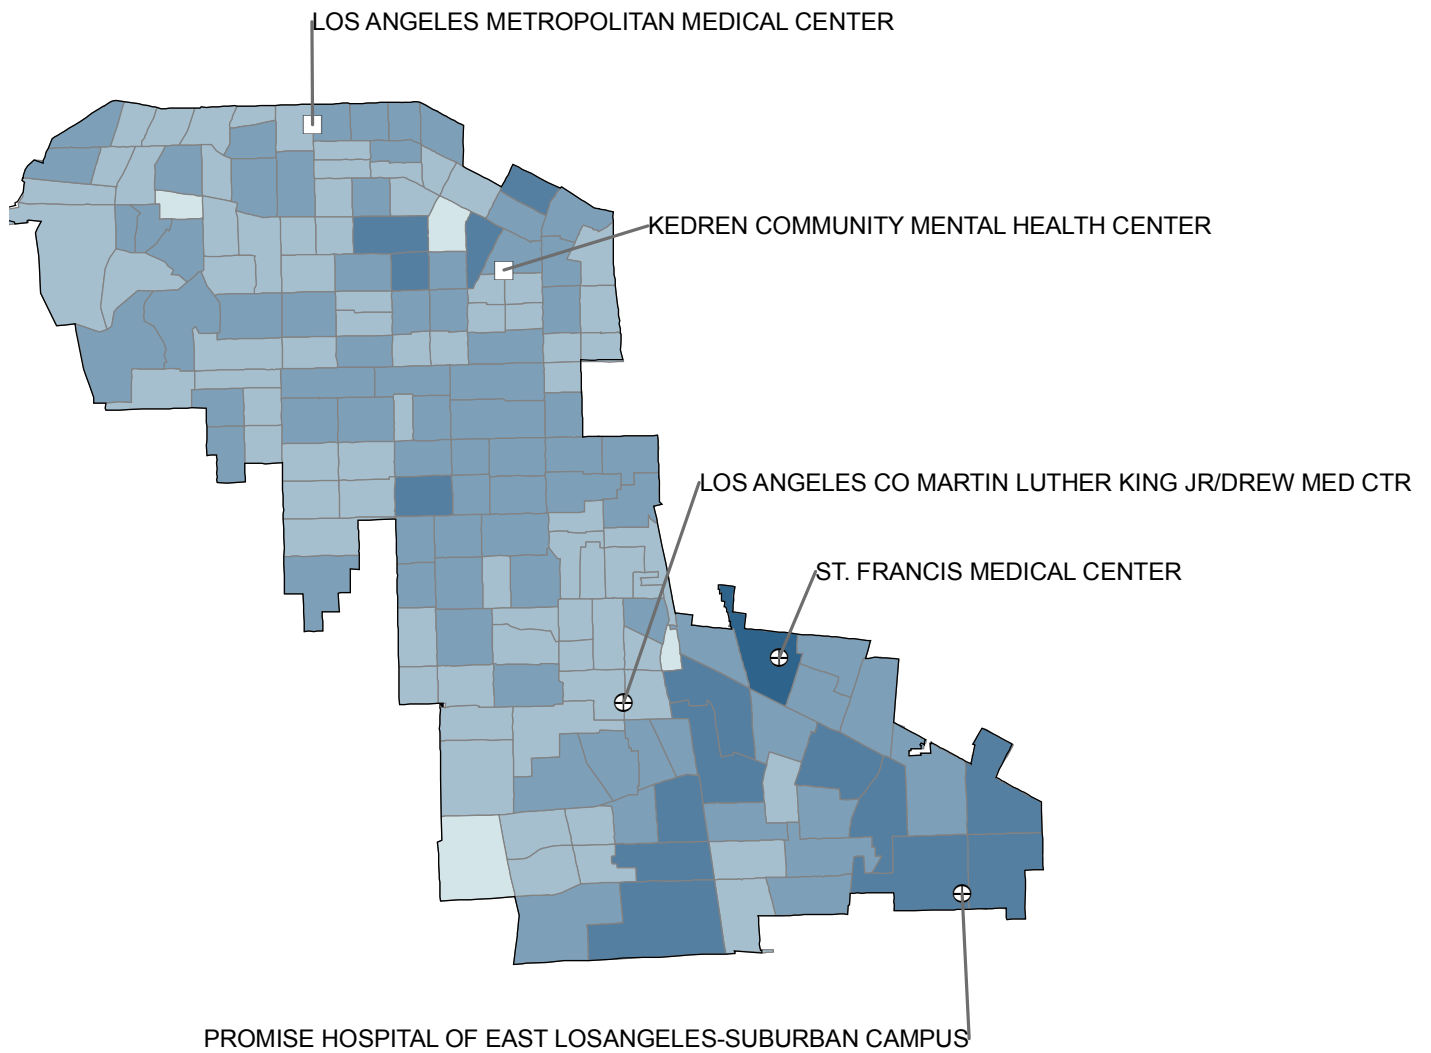 LOS ANGELES METROPOLITAN MEDICAL CENTER
KEDREN COMMUNITY MENTAL HEALTH CENTER
LOS ANGELES CO MARTIN LUTHER KING JR/DREW MED CTR
ST. FRANCIS MEDICAL CENTER
PROMISE HOSPITAL OF EAST LOSANGELES-SUBURBAN CAMPUS